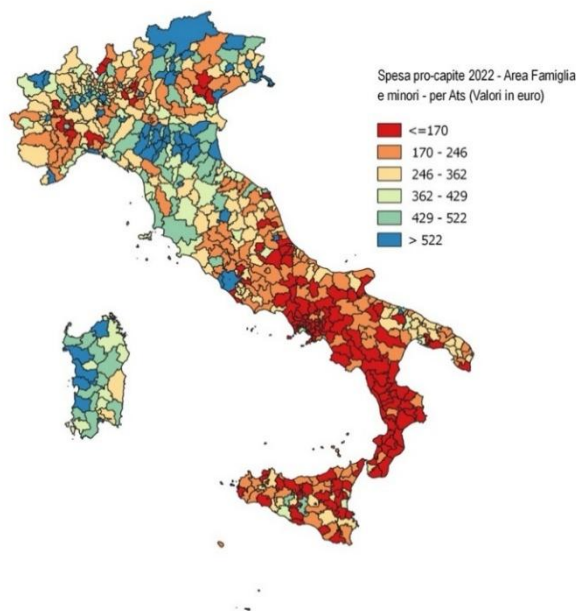 Spesa pro-capite 2022 - Area Famiglia
e minori - per Ats (Valori in euro)
<=170
170 - 246
246 - 362
362 - 429
429 - 522
> 522